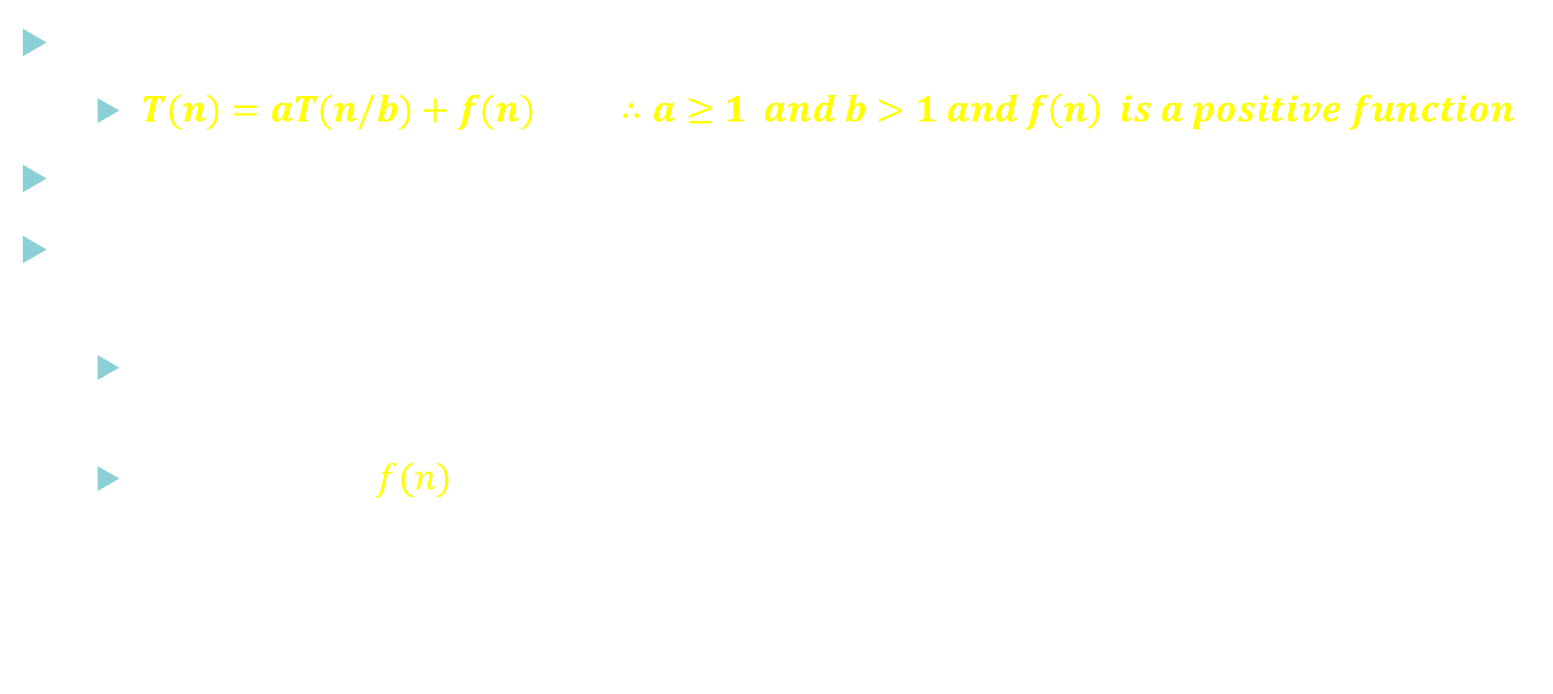 T(n) = aT(n/b) + f(n) ∴ a ≥ 1 and b > 1 and f(n) is a positive function
f(n)